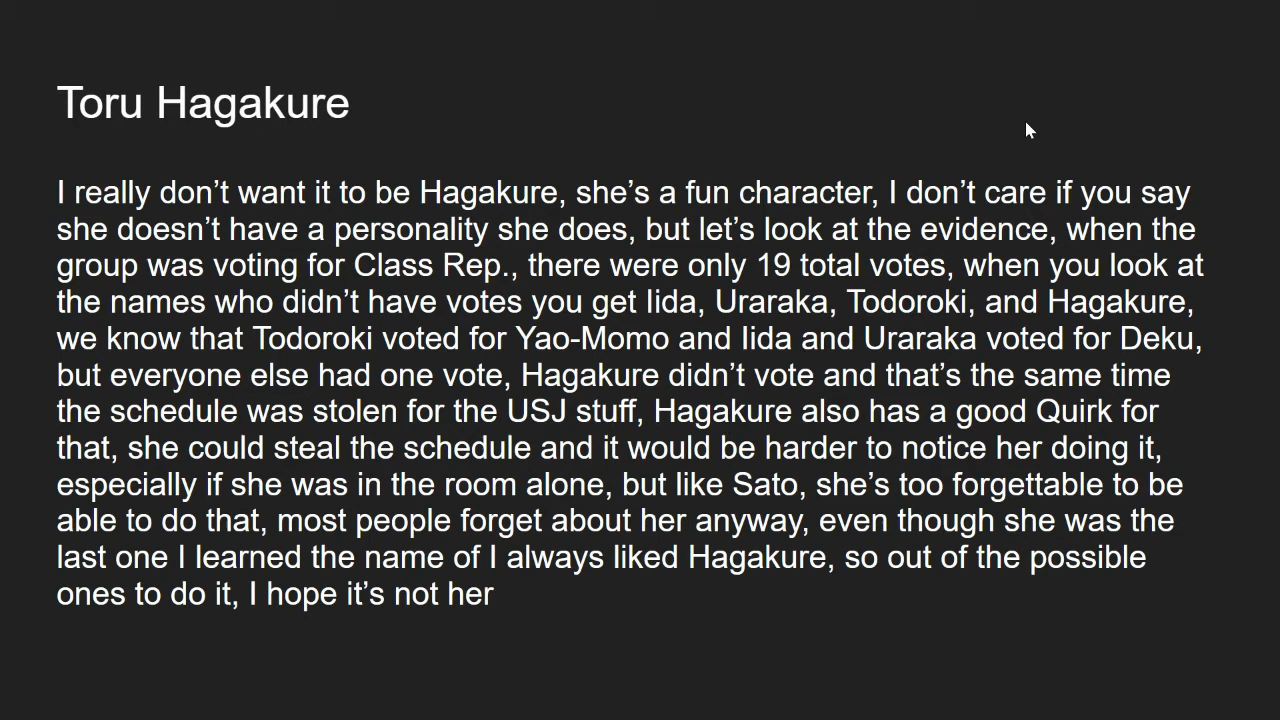 Toru Hagakure
I really don’t want it to be Hagakure, she’s a fun character, I don’t care if you say
she doesn’t have a personality she does, but let’s look at the evidence, when the
group was voting for Class Rep., there were only 19 total votes, when you look at
the names who didn’t have votes you get Iida, Uraraka, Todoroki, and Hagakure,
we know that Todoroki voted for Yao-Momo and Iida and Uraraka voted for Deku,
but everyone else had one vote, Hagakure didn’t vote and that’s the same time
the schedule was stolen for the USJ stuff, Hagakure also has a good Quirk for
that, she could steal the schedule and it would be harder to notice her doing it,
especially if she was in the room alone, but like Sato, she’s too forgettable to be
able to do that, most people forget about her anyway, even though she was the
last one I learned the name of I always liked Hagakure, so out of the possible
ones to do it, I hope it’s not her